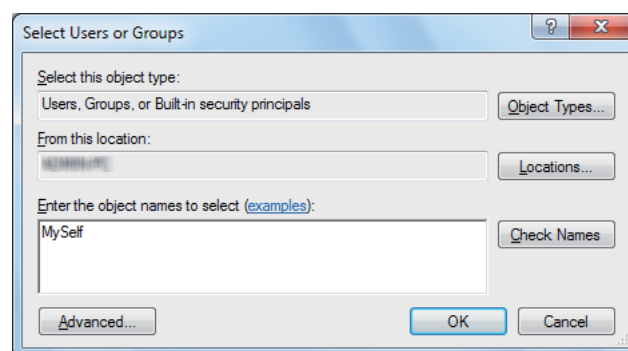 Select Users or Groups
Select this object type:
Users, Groups, or Built-in security principals
Object Types...
From this location:
Locations...
Enter the object names to select (examples):
MySelf
Check Names
Advanced...
OK
Cancel